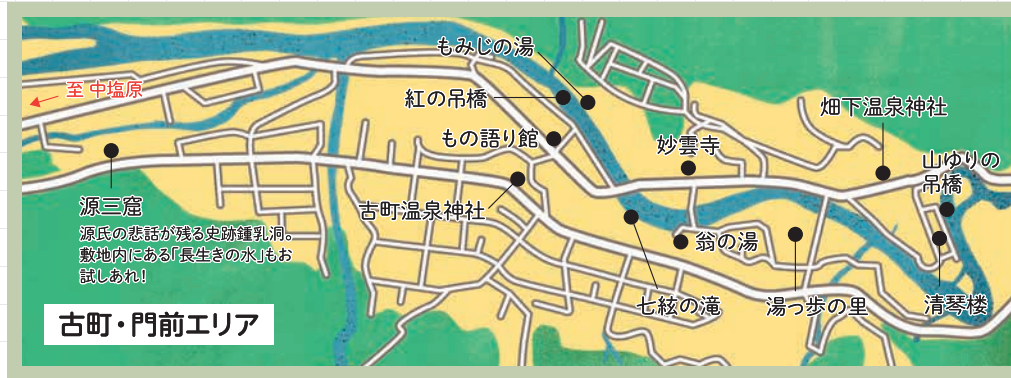 もみじの湯
至 中塩原
紅の吊橋
畑下温泉神社
もの語り館
妙雲寺
山ゆりの
吊橋
源三窟
古町温泉神社
源氏の悲話が残る史跡鍾乳洞。
敷地内にある「長生きの水」もお
試しあれ！
翁の湯
七絃の滝
湯っ歩の里
清琴楼
古町・門前エリア